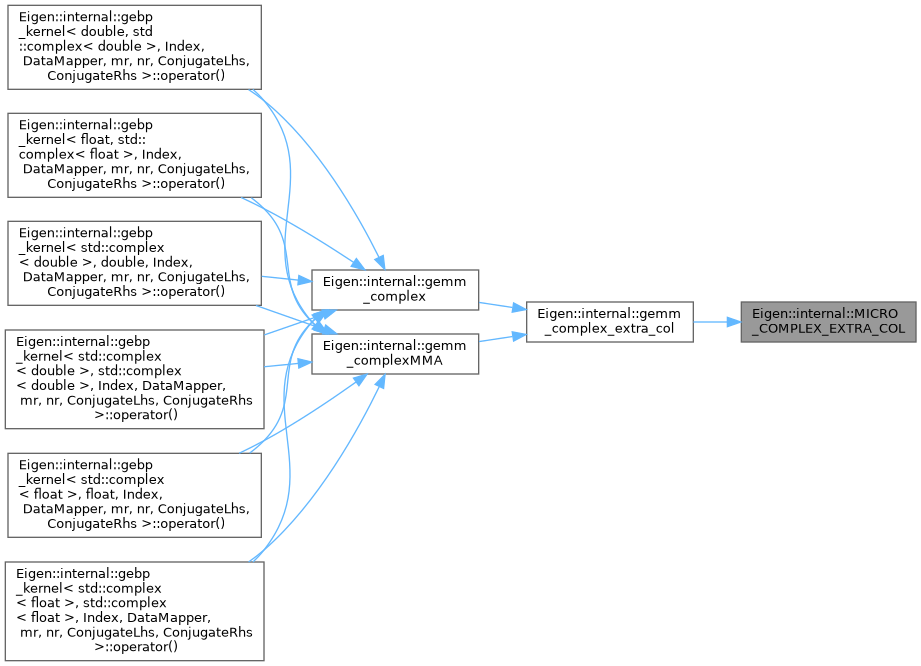 Eigen::internal::gebp
_kernel< double, std
::complex< double >, Index,
DataMapper, mr, nr, ConjugateLhs,
ConjugateRhs >::operator()
Eigen::internal::gebp
_kernel< float, std::
complex< float >, Index,
DataMapper, mr, nr, ConjugateLhs,
ConjugateRhs >::operator()
Eigen::internal::gebp
_kernel< std::complex
< double >, double, Index,
DataMapper, mr, nr, ConjugateLhs,
ConjugateRhs >::operator()
Eigen::internal::gebp
_kernel< std::complex
< double >, std::complex
< double >, Index, DataMapper,
mr, nr, ConjugateLhs, ConjugateRhs
>::operator()
Eigen::internal::gebp
_kernel< std::complex
< float >, float, Index,
DataMapper, mr, nr, ConjugateLhs,
ConjugateRhs >::operator()
Eigen::internal::gebp
_kernel< std::complex
< float >, std::complex
< float >, Index, DataMapper,
mr, nr, ConjugateLhs, ConjugateRhs
>::operator()
Eigen::internal::gemm
_complex
Eigen::internal::gemm
_complexMMA
Eigen::internal::gemm
_complex_extra_col
Eigen::internal::MICRO
_COMPLEX_EXTRA_COL